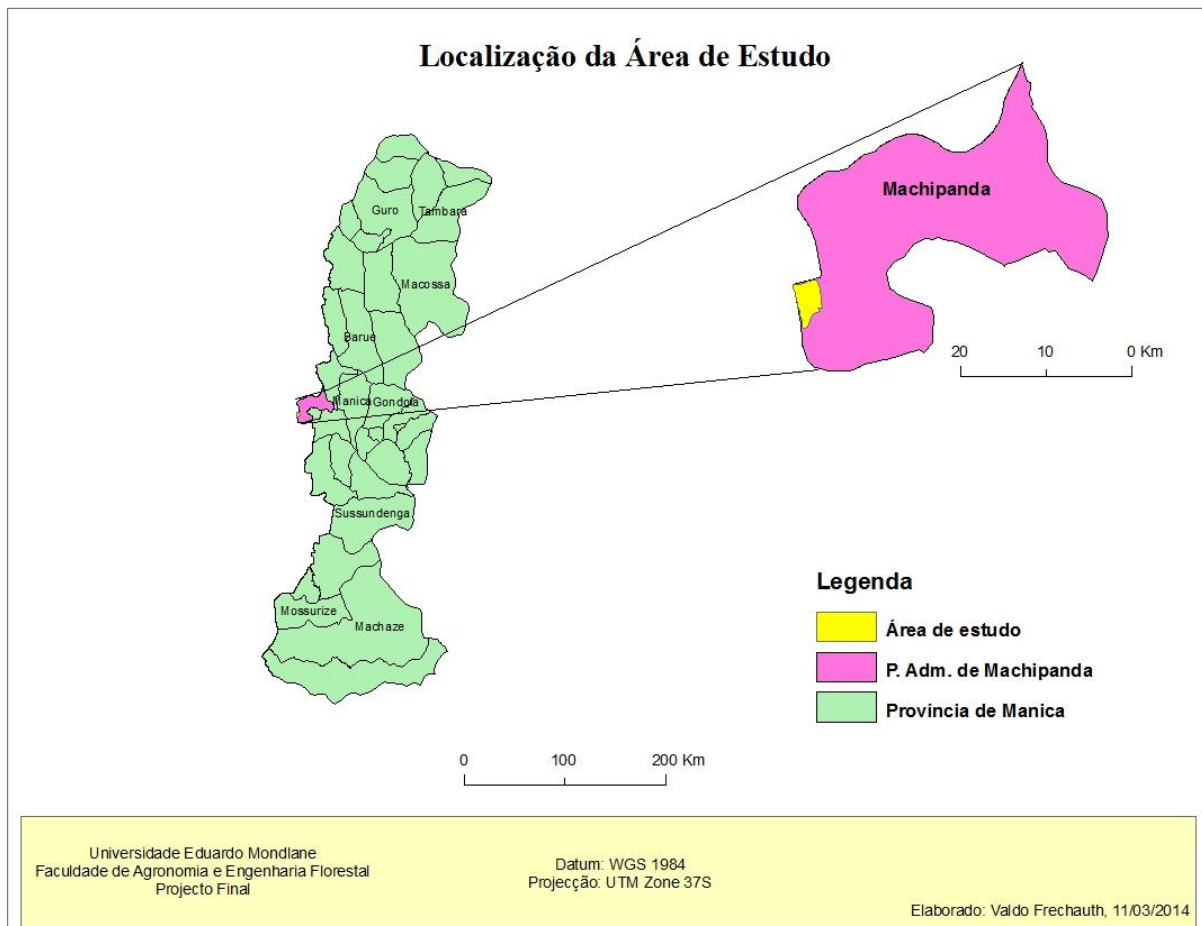 Localização da Área de Estudo
Machipanda
Guro
Tambara
Macossa
Barue
Manica
Gondola
Sussundenga
Mossurize
Machaze
20 10 0 Km
Legenda
Área de estudo
P. Adm. de Machipanda
Província de Manica
0 100 200 Km
Universidade Eduardo Mondlane
Faculdade de Agronomia e Engenharia Florestal
Projecto Final
Datum: WGS 1984
Projecção: UTM Zone 37S
Elaborado: Valdo Frechauth, 11/03/2014